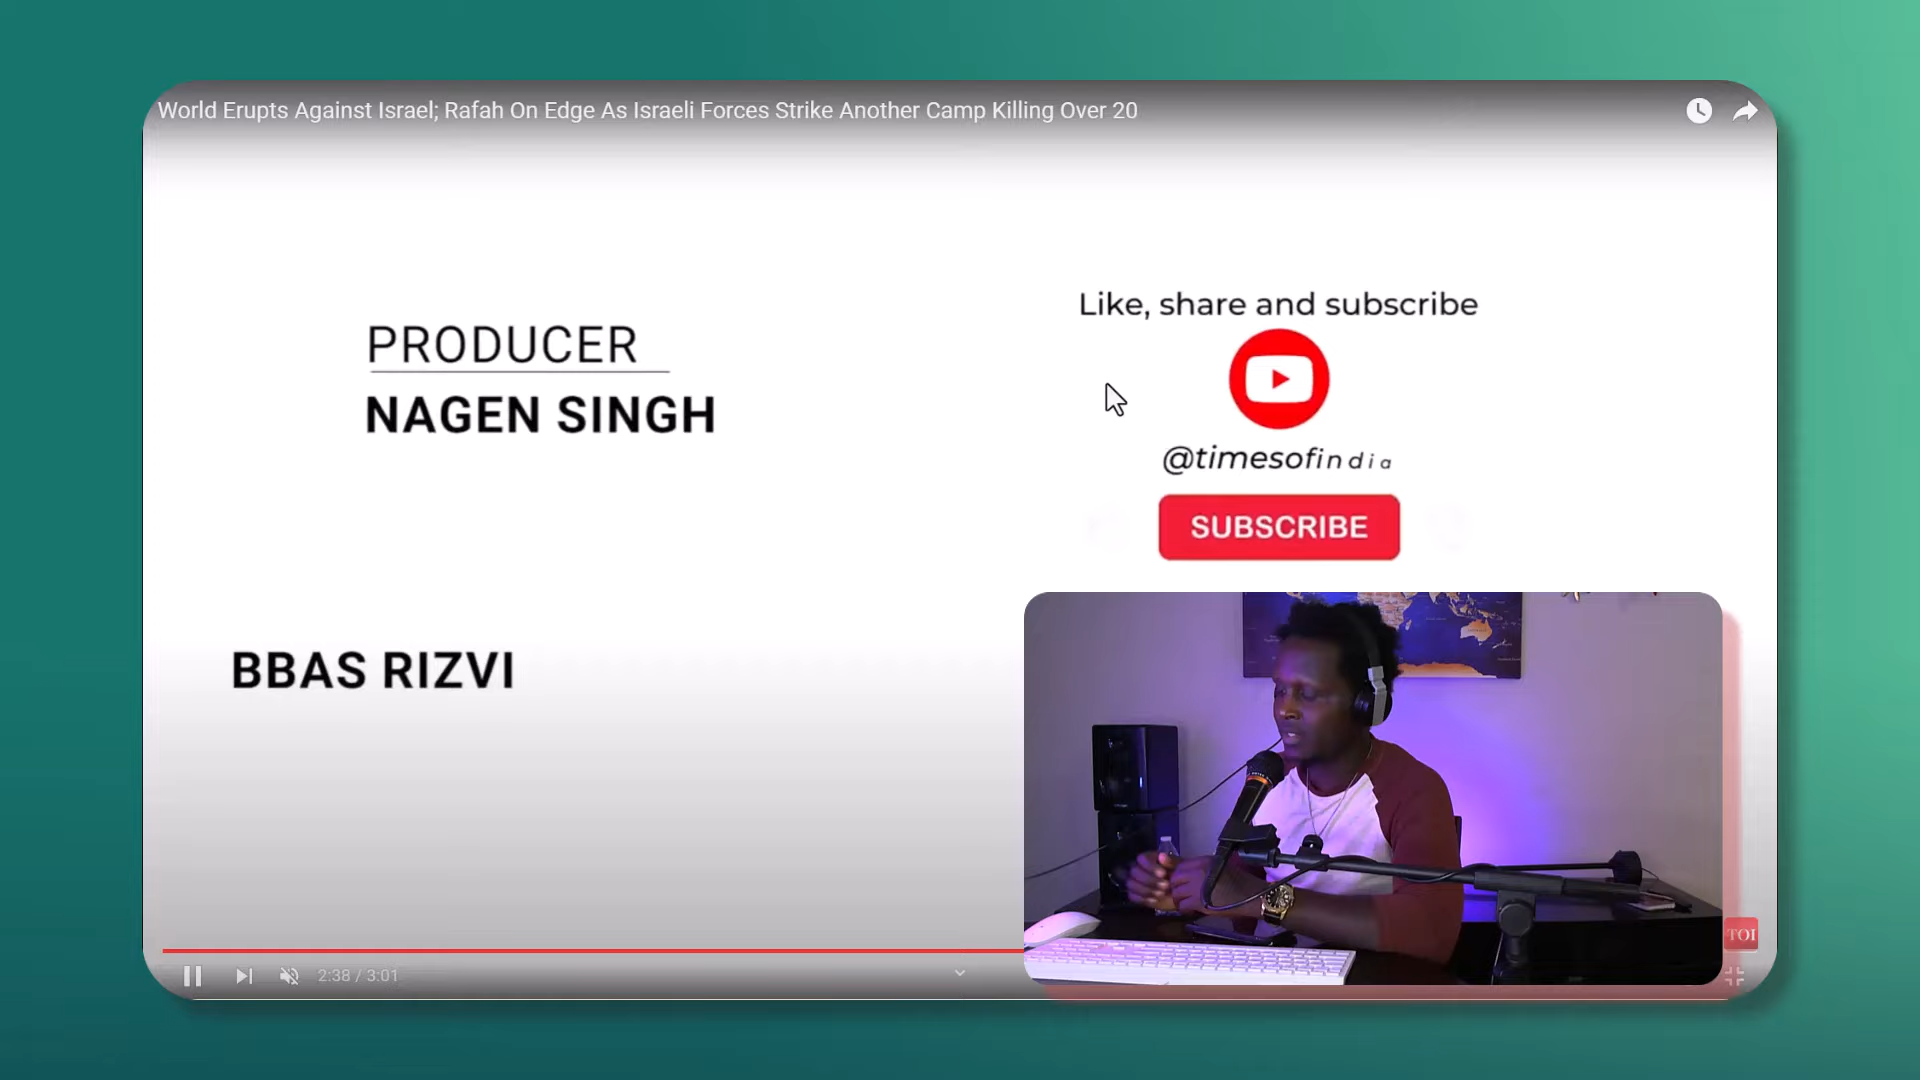 World Erupts Against Israel; Rafah On Edge As Israeli Forces Strike Another Camp Killing Over 20
PRODUCER
NAGEN SINGH
BBAS RIZVI
Like, share and subscribe
@timesofindia
SUBSCRIBE
TOI
2:38 / 3:01